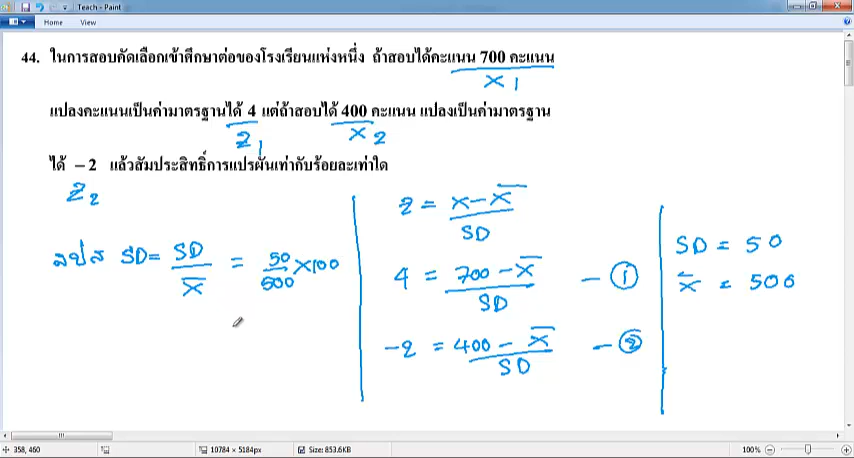 Teach - Paint
Home View
44. ในการสอบคัดเลือกเข้าศึกษาต่อของโรงเรียนแห่งหนึ่ง ถ้าสอบได้คะแนน 700 คะแนน
X1
แปลงคะแนนเป็นค่ามาตรฐานได้ 4 แต่ถ้าสอบได้ 400 คะแนน แปลงเป็นค่ามาตรฐาน
Z1 X2
ได้ – 2 แล้วสัมประสิทธิ์การแปรผันเท่ากับร้อยละเท่าใด
Z2
สปส SD = SD/X̄ = 50/500 × 100
Z = X – X̄/SD
4 = 700 – X̄/SD – ①
-2 = 400 – X̄/SD – ②
SD = 50
X̄ = 500
358, 460 10784 × 5184px Size: 853.6KB 100%